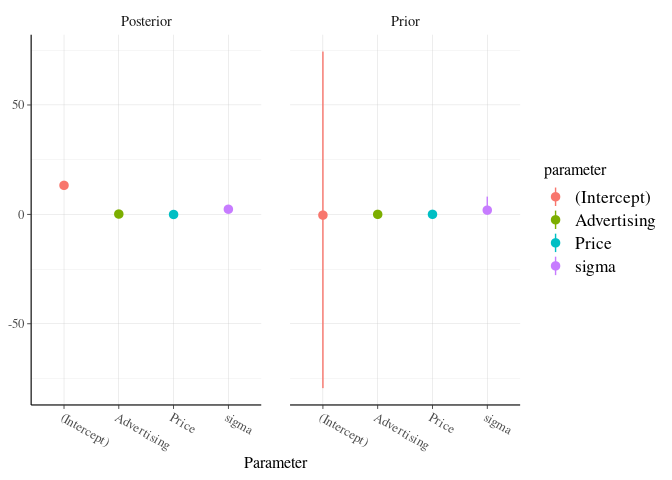 Posterior
Prior
50
0
-50
(Intercept)
Advertising
Price
sigma
(Intercept)
Advertising
Price
sigma
Parameter
parameter
(Intercept)
Advertising
Price
sigma